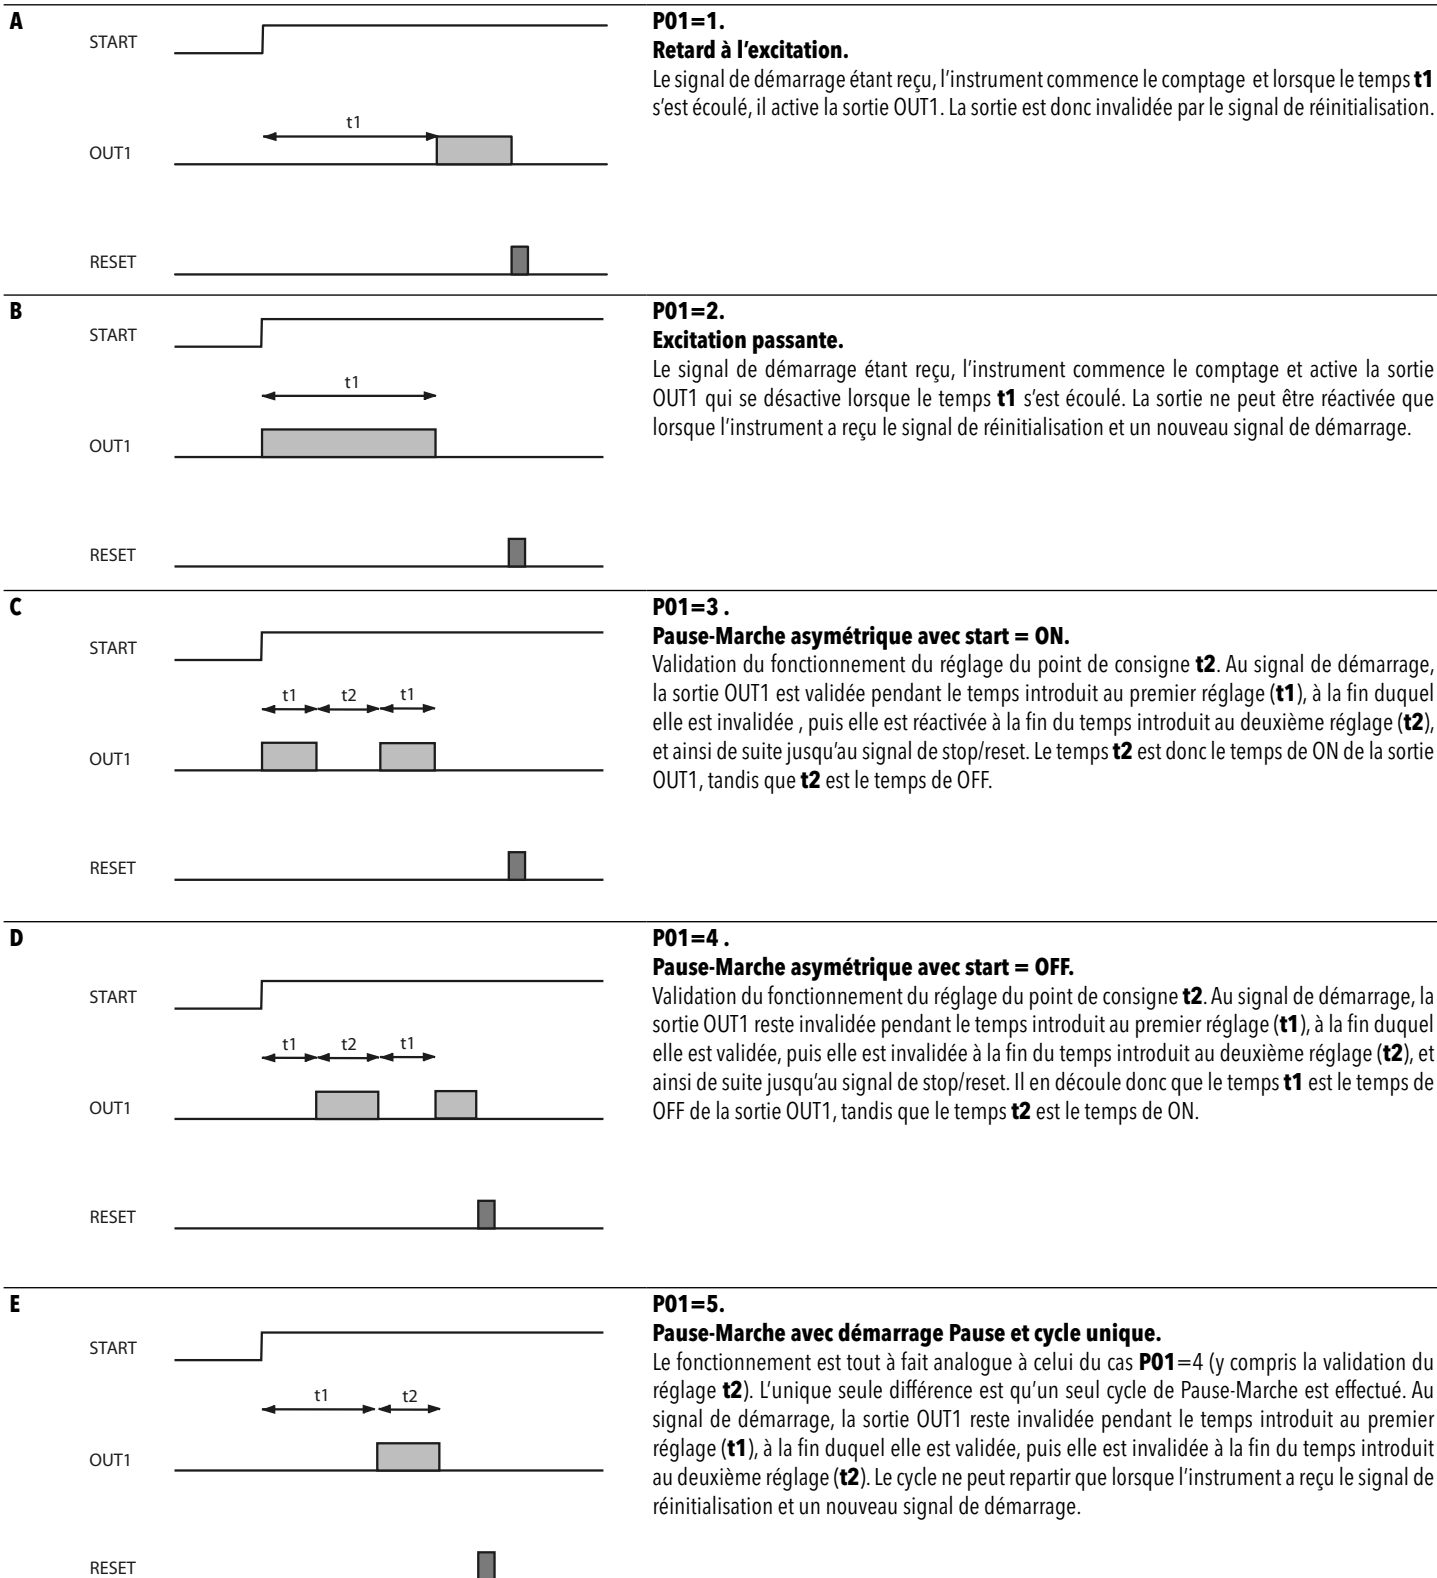 A
START
t1
OUT1
RESET
P01=1.
Retard à l'excitation.
Le signal de démarrage étant reçu, l'instrument commence le comptage et lorsque le temps t1
s'est écoulé, il active la sortie OUT1. La sortie est donc invalidée par le signal de réinitialisation.
B
START
t1
OUT1
RESET
P01=2.
Excitation passante.
Le signal de démarrage étant reçu, l'instrument commence le comptage et active la sortie
OUT1 qui se désactive lorsque le temps t1 s'est écoulé. La sortie ne peut être réactivée que
lorsque l'instrument a reçu le signal de réinitialisation et un nouveau signal de démarrage.
C
START
t1 t2 t1
OUT1
RESET
P01=3 .
Pause-Marche asymétrique avec start = ON.
Validation du fonctionnement du réglage du point de consigne t2. Au signal de démarrage,
la sortie OUT1 est validée pendant le temps introduit au premier réglage (t1), à la fin duquel
elle est invalidée , puis elle est réactivée à la fin du temps introduit au deuxième réglage (t2),
et ainsi de suite jusqu'au signal de stop/reset. Le temps t2 est donc le temps de ON de la sortie
OUT1, tandis que t2 est le temps de OFF.
D
START
t1 t2 t1
OUT1
RESET
P01=4 .
Pause-Marche asymétrique avec start = OFF.
Validation du fonctionnement du réglage du point de consigne t2. Au signal de démarrage, la
sortie OUT1 reste invalidée pendant le temps introduit au premier réglage (t1), à la fin duquel
elle est validée, puis elle est invalidée à la fin du temps introduit au deuxième réglage (t2), et
ainsi de suite jusqu'au signal de stop/reset. Il en découle donc que le temps t1 est le temps de
OFF de la sortie OUT1, tandis que le temps t2 est le temps de ON.
E
START
t1 t2
OUT1
RESET
P01=5.
Pause-Marche avec démarrage Pause et cycle unique.
Le fonctionnement est tout à fait analogue à celui du cas P01=4 (y compris la validation du
réglage t2). L'unique seule différence est qu'un seul cycle de Pause-Marche est effectué. Au
signal de démarrage, la sortie OUT1 reste invalidée pendant le temps introduit au premier
réglage (t1), à la fin duquel elle est validée, puis elle est invalidée à la fin du temps introduit
au deuxième réglage (t2). Le cycle ne peut repartir que lorsque l'instrument a reçu le signal de
réinitialisation et un nouveau signal de démarrage.